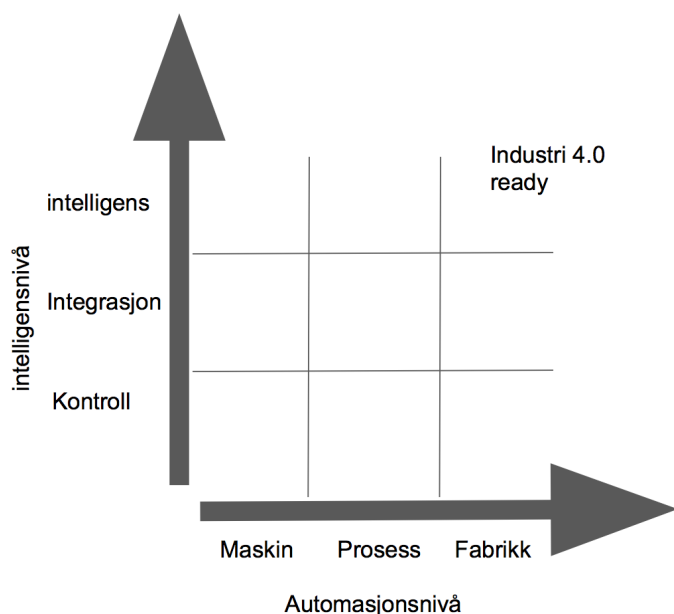 Industri 4.0
ready
intelligens
Integrasjon
Kontroll
intelligensnivå
Maskin
Prosess
Fabrikk
Automasjonsnivå